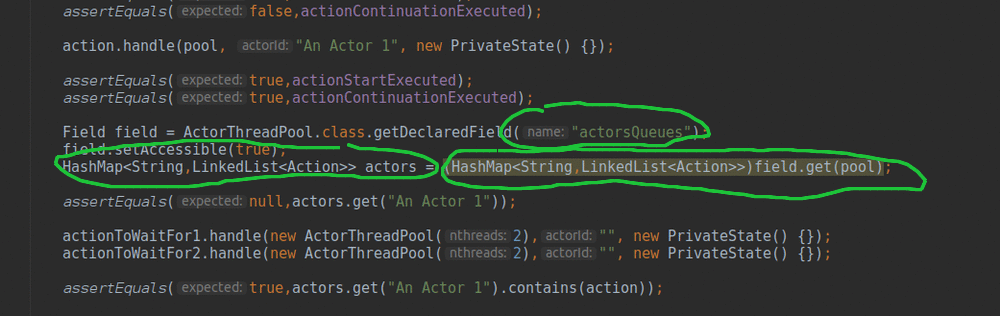 assertEquals( expected: false,actionContinuationExecuted);
action.handle(pool, actorId: "An Actor 1", new PrivateState() {});
assertEquals( expected: true,actionStartExecuted);
assertEquals( expected: true,actionContinuationExecuted);
Field field = ActorThreadPool.class.getDeclaredField( name: "actorsQueues");
field.setAccessible(true);
HashMap<String,LinkedList<Action>> actors = (HashMap<String,LinkedList<Action>>)field.get(pool);
assertEquals( expected: null,actors.get("An Actor 1"));
actionToWaitFor1.handle(new ActorThreadPool( nthreads: 2), actorId: "", new PrivateState() {});
actionToWaitFor2.handle(new ActorThreadPool( nthreads: 2), actorId: "", new PrivateState() {});
assertEquals( expected: true,actors.get("An Actor 1").contains(action));